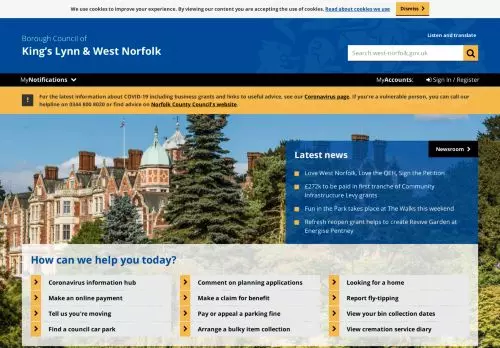 We use cookies to improve your experience. By viewing our content you are accepting the use of cookies. Read about cookies we use
Dismiss
Borough Council of
King's Lynn & West Norfolk
Listen and translate
Search west-norfolk.gov.uk
MyNotifications
MyAccounts: Sign In / Register
For the latest information about COVID-19 including business grants and links to useful advice, see our Coronavirus page. If you're a vulnerable person, you can call our
helpline on 0344 800 8020 or find advice on Norfolk County Council's website.
Newsroom
Latest news
Love West Norfolk, Love the QEH, Sign the Petition
£272k to be paid in first tranche of Community
Infrastructure Levy grants
Fun in the Park takes place at The Walks this weekend
Refresh reopen grant helps to create Revive Garden at
Energise Pentney
How can we help you today?
Coronavirus information hub
Comment on planning applications
Looking for a home
Make an online payment
Make a claim for benefit
Report fly-tipping
Tell us you're moving
Pay or appeal a parking fine
View your bin collection dates
Find a council car park
Arrange a bulky item collection
View cremation service diary